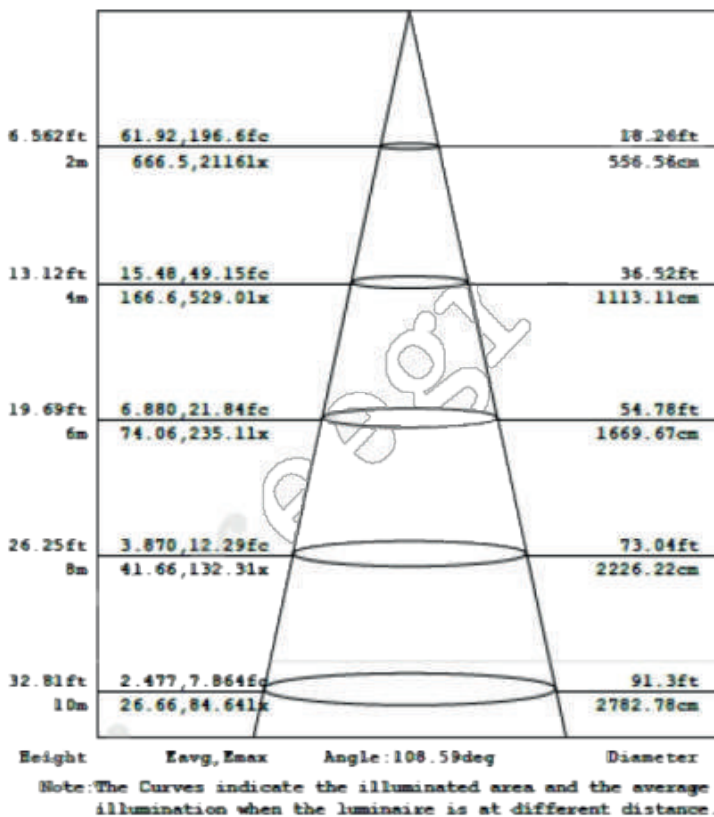 6.562ft 61.92,196.6fc 18.26ft
2m 666.5,2116lx 556.56cm
13.12ft 15.48,49.15fc 36.52ft
4m 166.6,529.0lx 1113.11cm
19.69ft 6.880,21.84fc 54.78ft
6m 74.06,235.1lx 1669.67cm
26.25ft 3.870,12.29fc 73.04ft
8m 41.66,132.3lx 2226.22cm
32.81ft 2.477,7.864fc 91.3ft
10m 26.66,84.64lx 2782.78cm
Height Eavg,Emax Angle:108.59deg Diameter
Note:The Curves indicate the illuminated area and the average
illumination when the luminaire is at different distance.